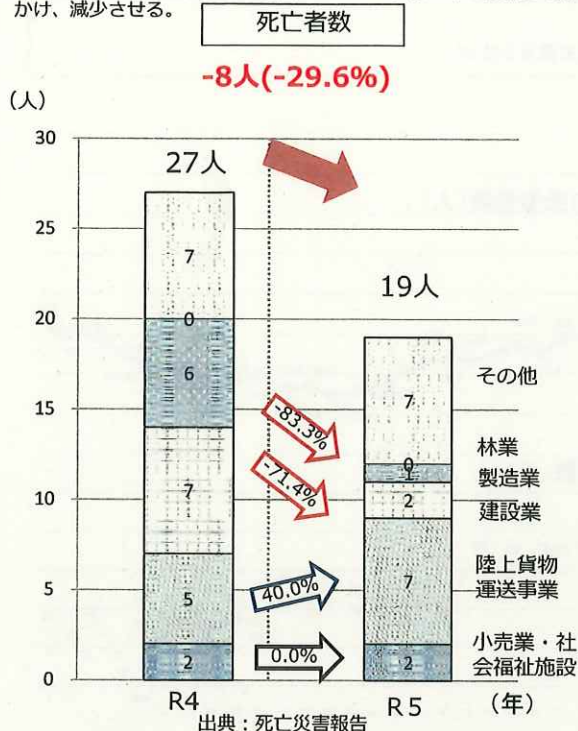 かけ、減少させる。
死亡者数
-8人(-29.6%)
(人)
30
27人
25
7
19人
20
0
その他
6
7
15
-83.3%
林業
0
1
製造業
-71.4%
10
7
2
建設業
陸上貨物
運送事業
5
5
40.0%
7
小売業・社
会福祉施設
2
0.0%
2
0
R4
R5
(年)
出典：死亡災害報告